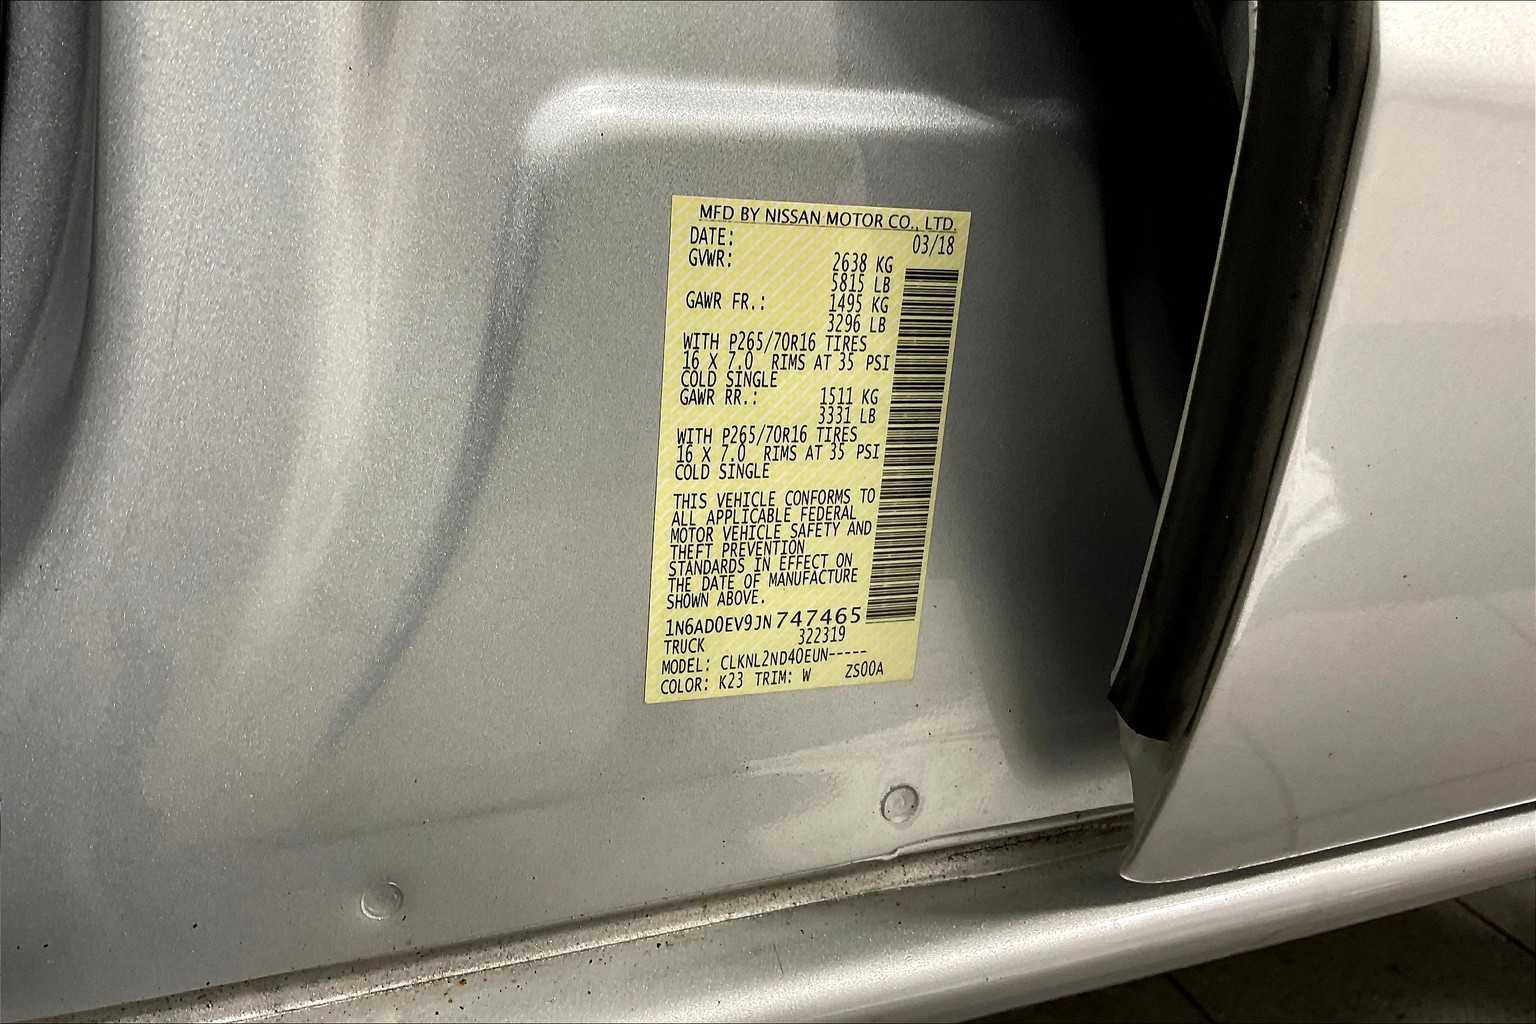 MFD BY NISSAN MOTOR CO., LTD.
DATE: 03/18
GVWR: 2638 KG
5815 LB
GAWR FR.: 1495 KG
3296 LB
WITH P265/70R16 TIRES
16 X 7.0 RIMS AT 35 PSI
COLD SINGLE
GAWR RR.: 1511 KG
3331 LB
WITH P265/70R16 TIRES
16 X 7.0 RIMS AT 35 PSI
COLD SINGLE
THIS VEHICLE CONFORMS TO
ALL APPLICABLE FEDERAL
MOTOR VEHICLE SAFETY AND
THEFT PREVENTION
STANDARDS IN EFFECT ON
THE DATE OF MANUFACTURE
SHOWN ABOVE.
1N6AD0EV9JN747465
TRUCK 322319
MODEL: CLKNL2ND40EUN-----
COLOR: K23 TRIM: W ZS00A